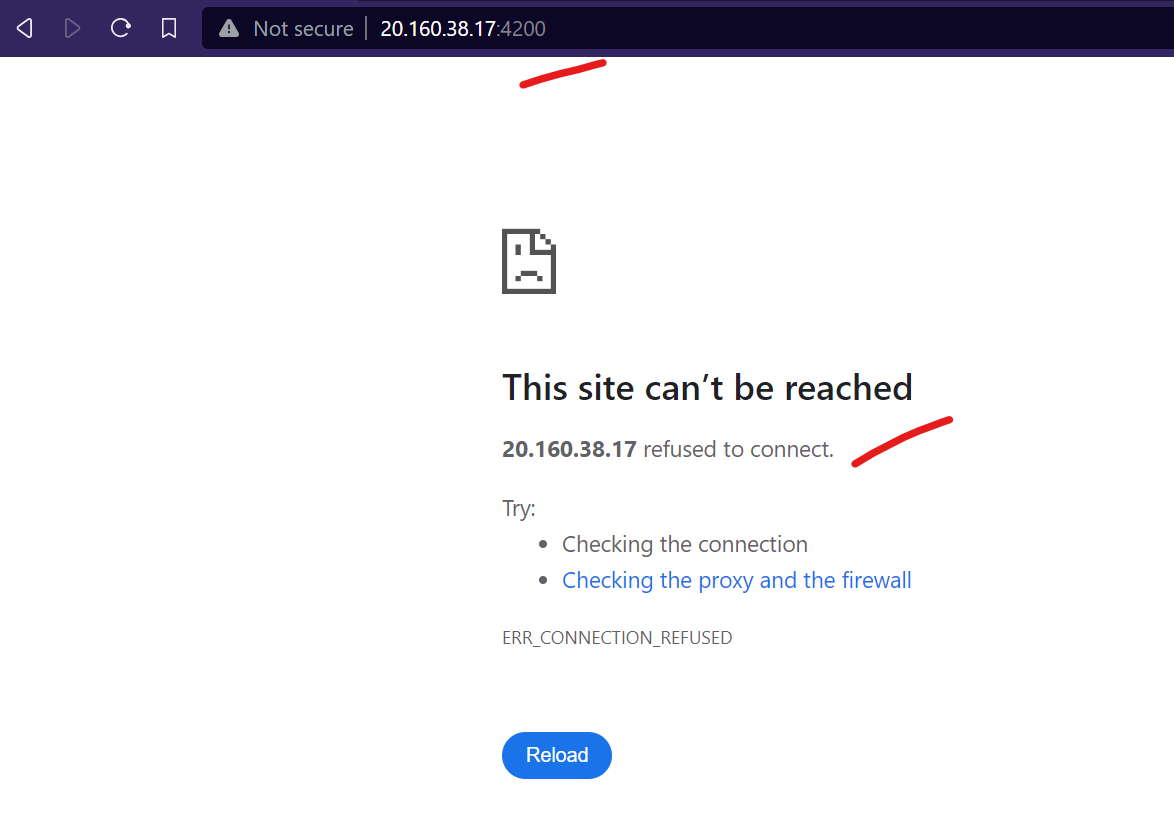 Not secure | 20.160.38.17:4200
This site can’t be reached
20.160.38.17 refused to connect.
Try:
• Checking the connection
• Checking the proxy and the firewall
ERR_CONNECTION_REFUSED
Reload